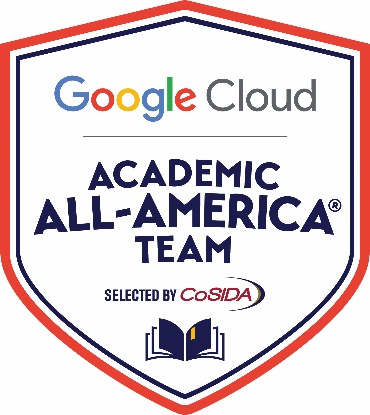 Google Cloud
ACADEMIC
ALL-AMERICA®
TEAM
SELECTED BY CoSIDA